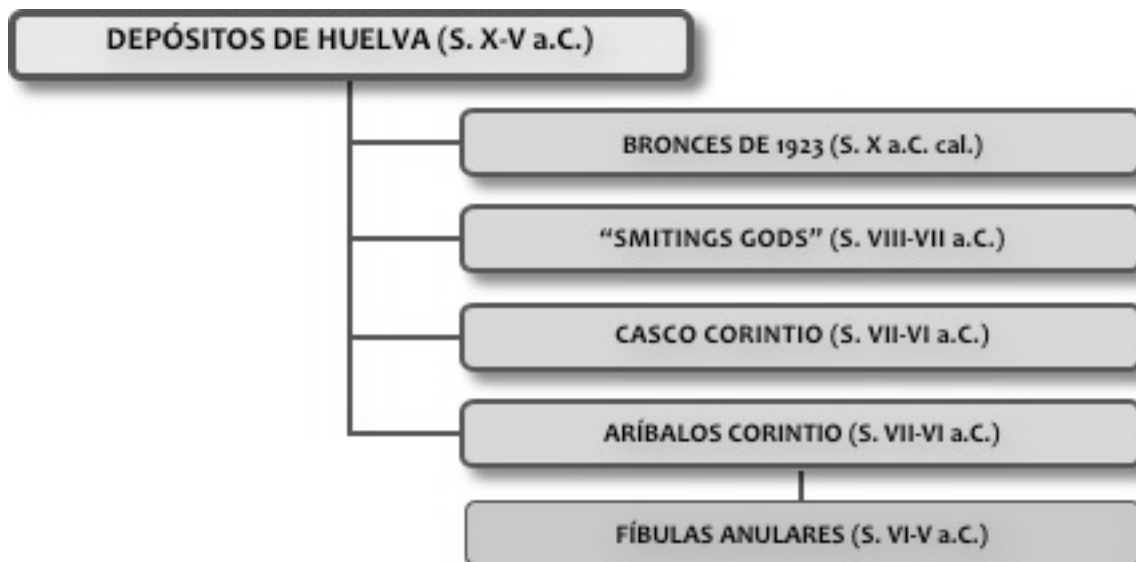 DEPÓSITOS DE HUELVA (S. X-V a.C.)
BRONCES DE 1923 (S. X a.C. cal.)
“SMITINGS GODS” (S. VIII-VII a.C.)
CASCO CORINTIO (S. VII-VI a.C.)
ARÍBALOS CORINTIO (S. VII-VI a.C.)
FÍBULAS ANULARES (S. VI-V a.C.)